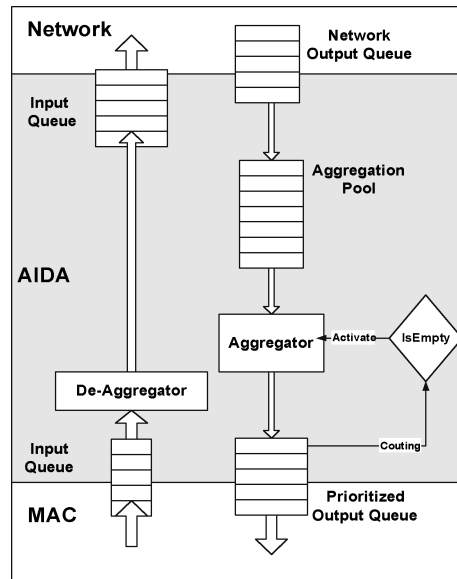 Network
Network
Output Queue
Input
Queue
Aggregation
Pool
AIDA
Aggregator
Activate
IsEmpty
De-Aggregator
Input
Queue
Couting
MAC
Prioritized
Output Queue